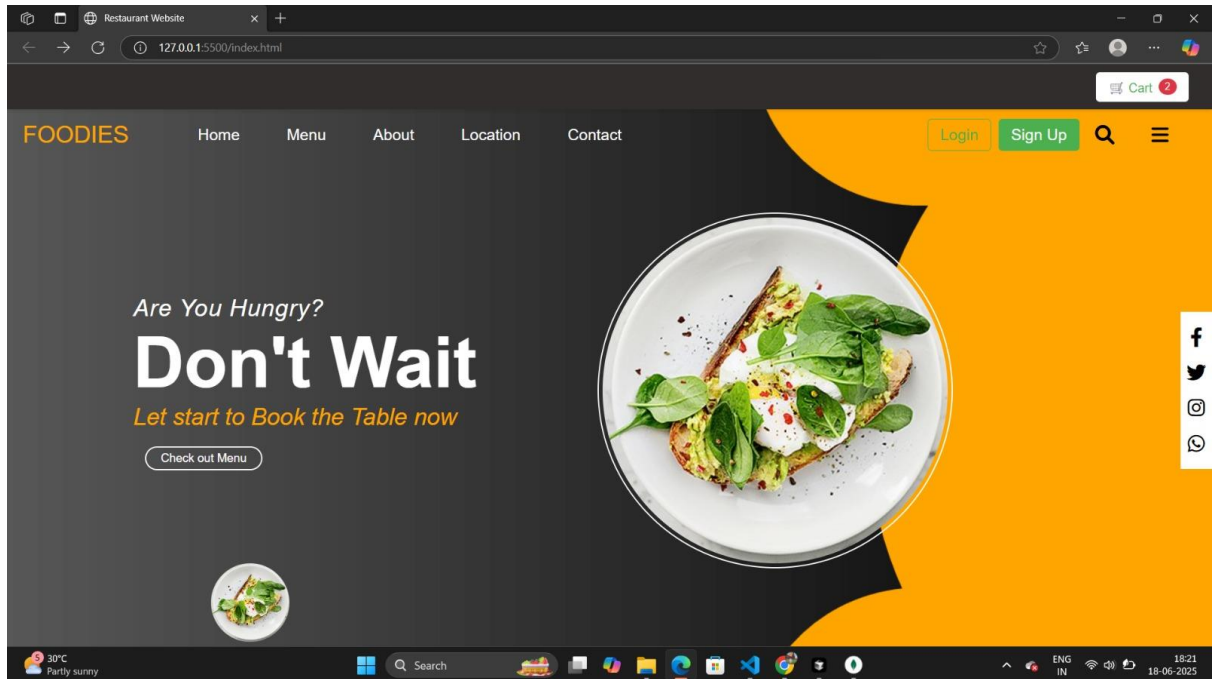 Restaurant Website
127.0.0.1:5500/index.html
Cart 2
FOODIES Home Menu About Location Contact Login Sign Up
Are You Hungry?
Don't Wait
Let start to Book the Table now
Check out Menu
5 30°C
Partly sunny
Search
ENG
IN
18:21
18-06-2025